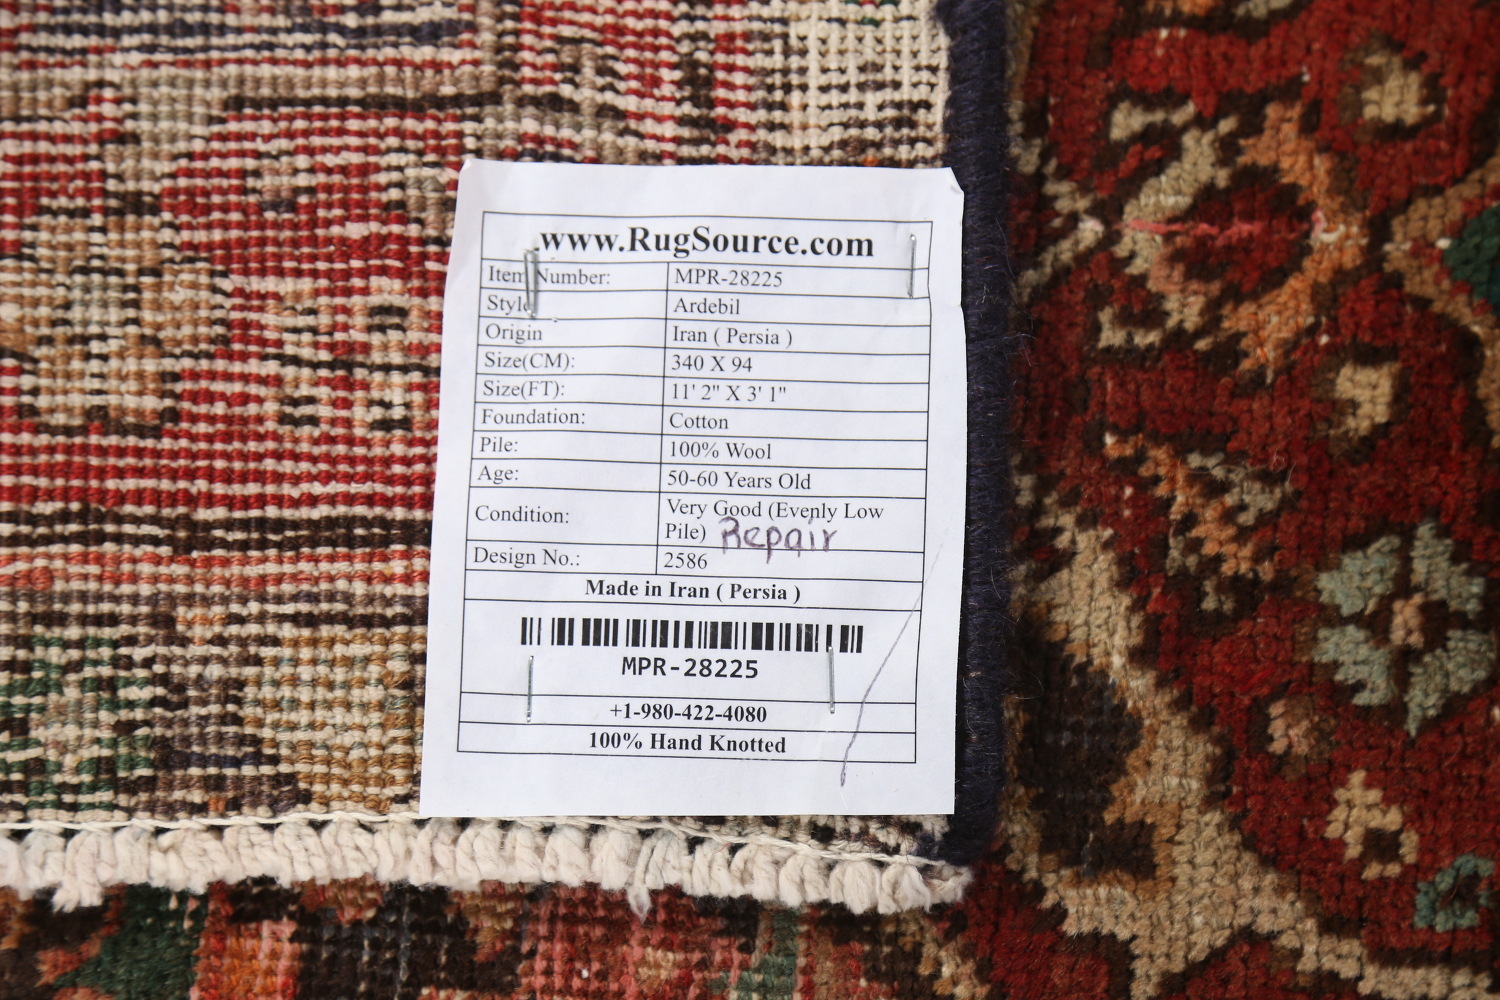 www.RugSource.com
Item Number: MPR-28225
Style Ardebil
Origin Iran ( Persia )
Size(CM): 340 X 94
Size(FT): 11' 2" X 3' 1"
Foundation: Cotton
Pile: 100% Wool
Age: 50-60 Years Old
Condition: Very Good (Evenly Low
Pile) Repair
Design No.: 2586
Made in Iran ( Persia )
MPR-28225
+1-980-422-4080
100% Hand Knotted